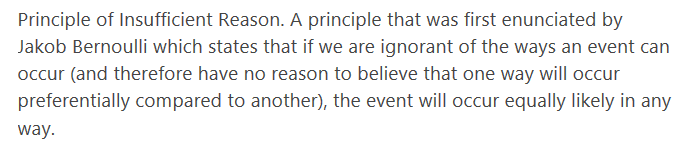 Principle of Insufficient Reason. A principle that was first enunciated by
Jakob Bernoulli which states that if we are ignorant of the ways an event can
occur (and therefore have no reason to believe that one way will occur
preferentially compared to another), the event will occur equally likely in any
way.